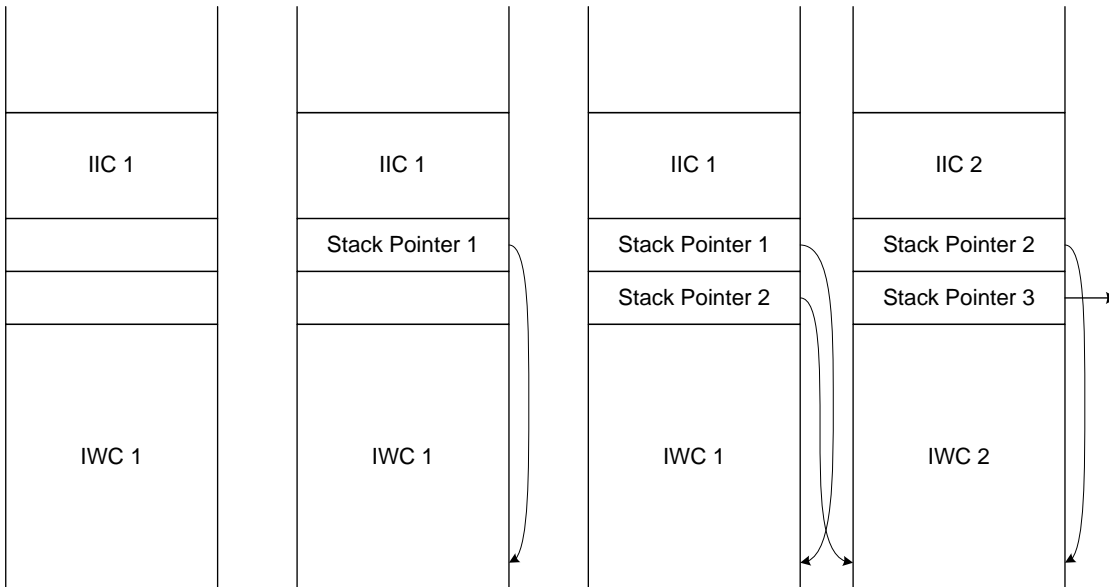 IIC 1
IWC 1
IIC 1
Stack Pointer 1
IWC 1
IIC 1
Stack Pointer 1
Stack Pointer 2
IWC 1
IIC 2
Stack Pointer 2
Stack Pointer 3
IWC 2